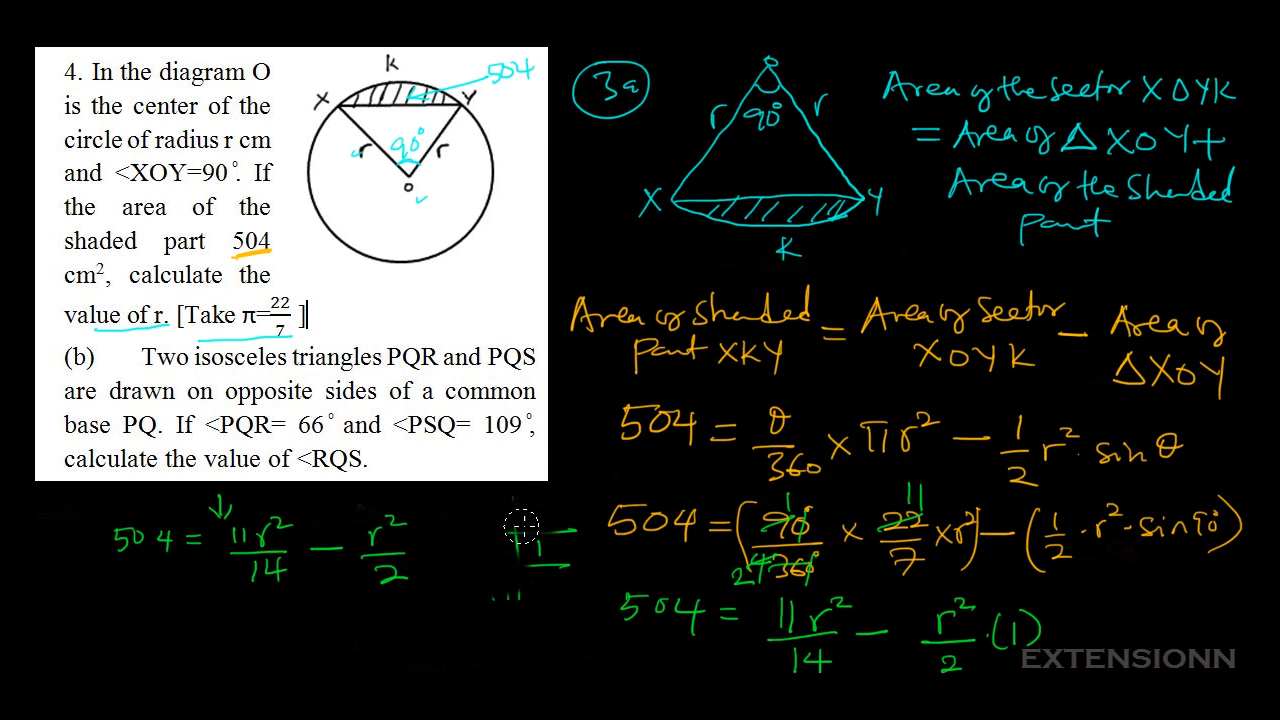 4. In the diagram O
is the center of the
circle of radius r cm
and <XOY=90°. If
the area of the
shaded part 504
cm², calculate the
value of r. [Take π=22/7 ]
(b) Two isosceles triangles PQR and PQS
are drawn on opposite sides of a common
base PQ. If <PQR= 66° and <PSQ= 109°,
calculate the value of <RQS.
K
504
X
Y
90°
r
r
o
3a
r
90°
r
X
Y
K
Area of the sector XOYK
= Area of △ XOY +
Area of the Shaded
part
Area of Shaded part XKY = Area of Sector XOYK − Area of △XOY
504 = θ/360 × πr² − 1/2 r² · sin θ
504 = (90/360 × 22/7 × r²) − (1/2 · r² · sin 90°)
1
11
2 4
504 = 11r²/14 − r²/2 · (1)
504 = 11r²/14 − r²/2
EXTENSIONN